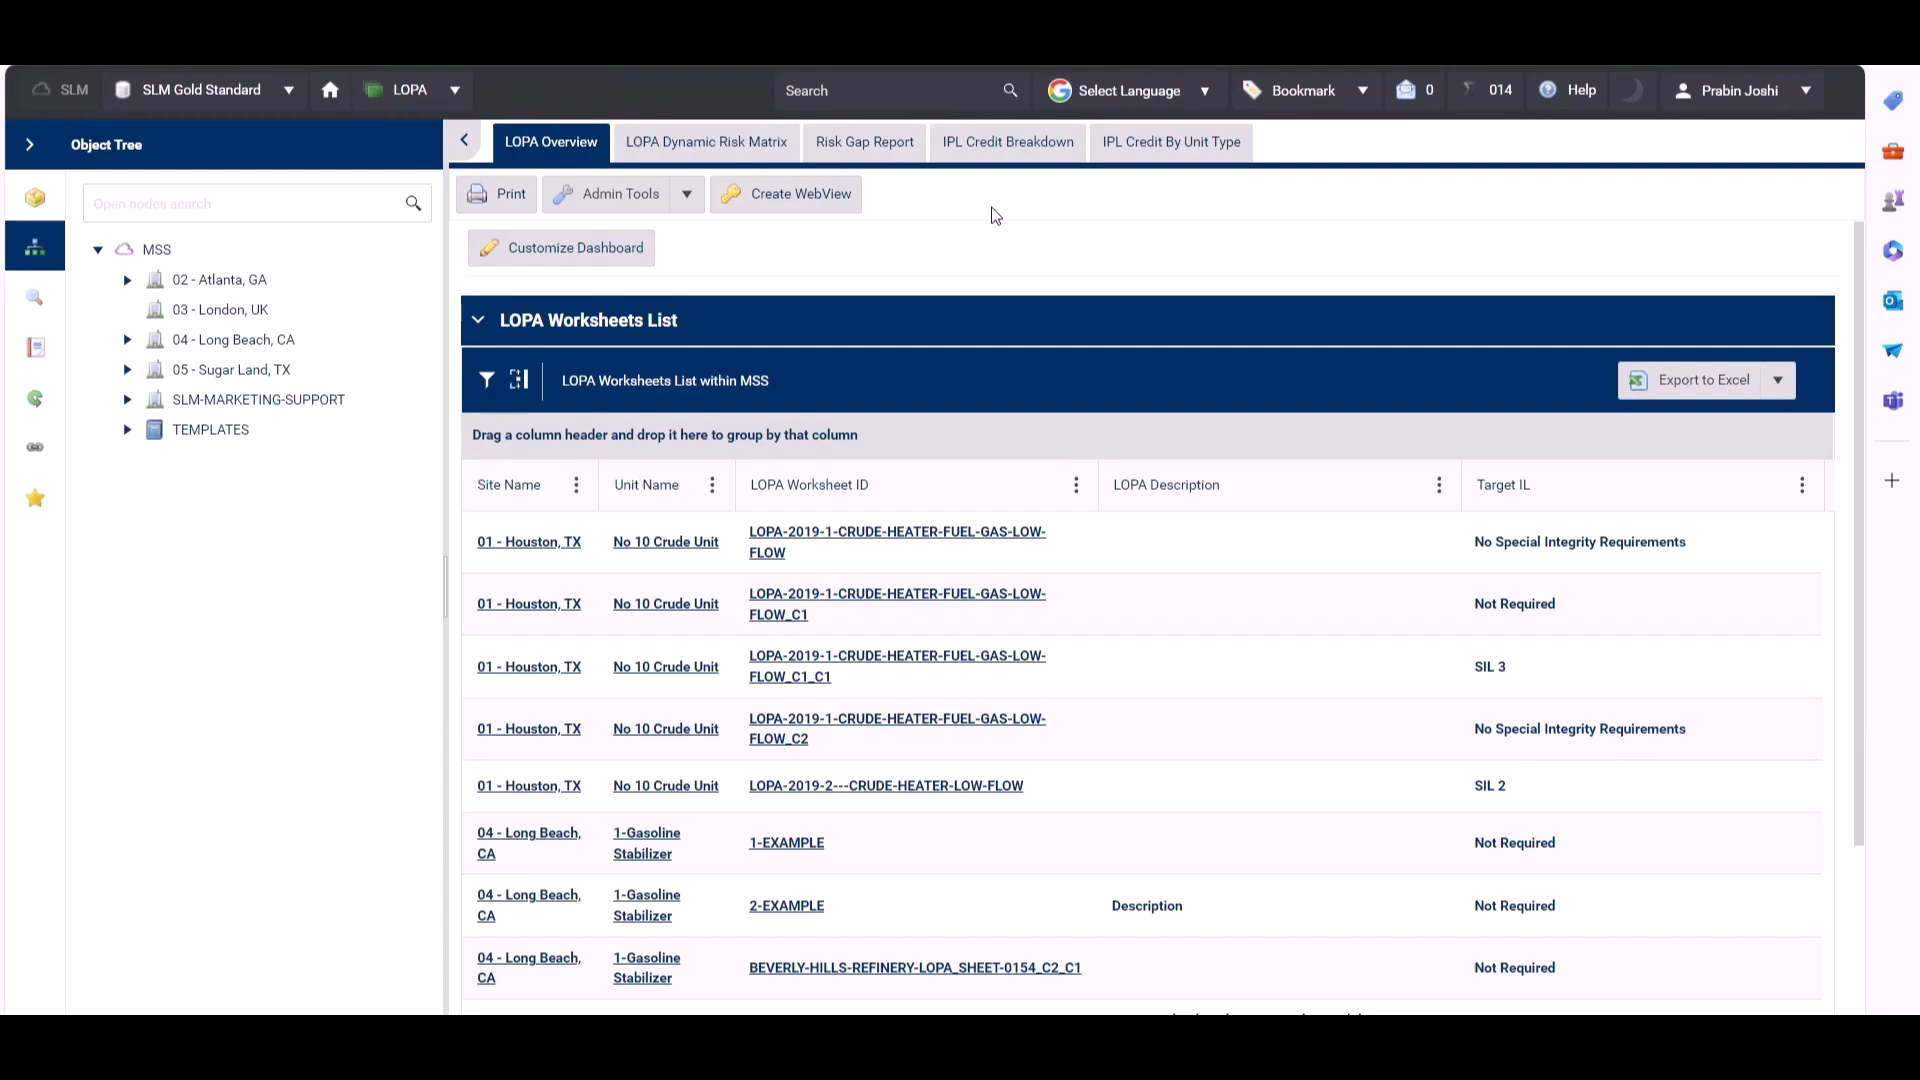 SLM
SLM Gold Standard
LOPA
Search
Select Language
Bookmark
0
014
Help
Prabin Joshi
Object Tree
LOPA Overview
LOPA Dynamic Risk Matrix
Risk Gap Report
IPL Credit Breakdown
IPL Credit By Unit Type
Print
Admin Tools
Create WebView
Open nodes search
Customize Dashboard
MSS
02 - Atlanta, GA
03 - London, UK
04 - Long Beach, CA
05 - Sugar Land, TX
SLM-MARKETING-SUPPORT
TEMPLATES
LOPA Worksheets List
LOPA Worksheets List within MSS
Export to Excel
Drag a column header and drop it here to group by that column
Site Name
Unit Name
LOPA Worksheet ID
LOPA Description
Target IL
01 - Houston, TX
No 10 Crude Unit
LOPA-2019-1-CRUDE-HEATER-FUEL-GAS-LOW-
FLOW
No Special Integrity Requirements
01 - Houston, TX
No 10 Crude Unit
LOPA-2019-1-CRUDE-HEATER-FUEL-GAS-LOW-
FLOW_C1
Not Required
01 - Houston, TX
No 10 Crude Unit
LOPA-2019-1-CRUDE-HEATER-FUEL-GAS-LOW-
FLOW_C1_C1
SIL 3
01 - Houston, TX
No 10 Crude Unit
LOPA-2019-1-CRUDE-HEATER-FUEL-GAS-LOW-
FLOW_C2
No Special Integrity Requirements
01 - Houston, TX
No 10 Crude Unit
LOPA-2019-2---CRUDE-HEATER-LOW-FLOW
SIL 2
04 - Long Beach,
CA
1-Gasoline
Stabilizer
1-EXAMPLE
Not Required
04 - Long Beach,
CA
1-Gasoline
Stabilizer
2-EXAMPLE
Description
Not Required
04 - Long Beach,
CA
1-Gasoline
Stabilizer
BEVERLY-HILLS-REFINERY-LOPA_SHEET-0154_C2_C1
Not Required